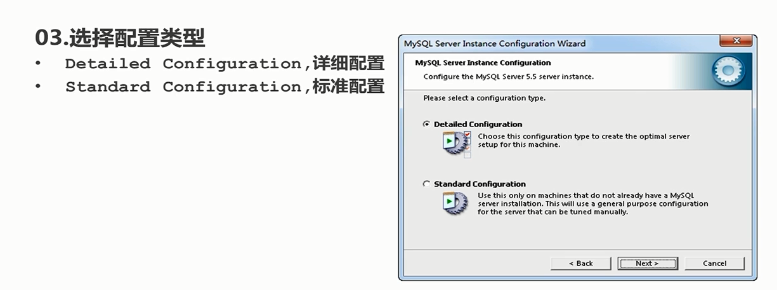 03.选择配置类型
• Detailed Configuration,详细配置
• Standard Configuration,标准配置
MySQL Server Instance Configuration Wizard
MySQL Server Instance Configuration
Configure the MySQL Server 5.5 server instance.
Please select a configuration type.
Detailed Configuration
Choose this configuration type to create the optimal server
setup for this machine.
Standard Configuration
Use this only on machines that do not already have a MySQL
server installation. This will use a general purpose configuration
for the server that can be tuned manually.
< Back
Next >
Cancel